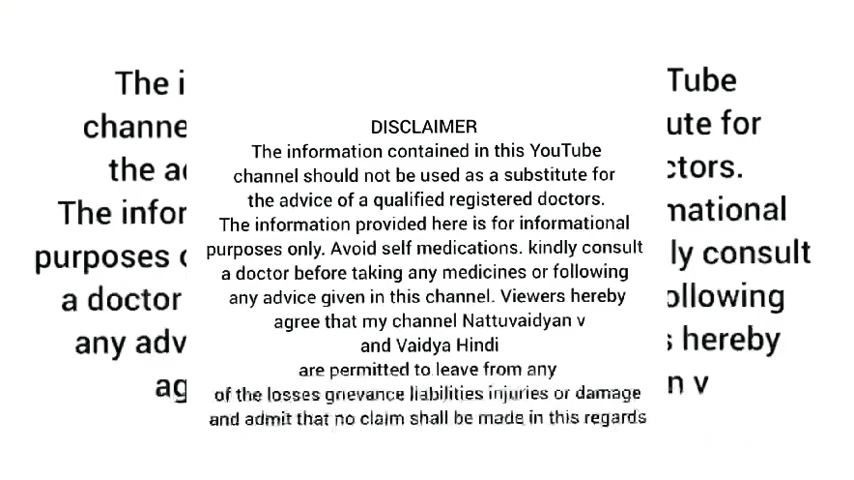 DISCLAIMER
The information contained in this YouTube
channel should not be used as a substitute for
the advice of a qualified registered doctors.
The information provided here is for informational
purposes only. Avoid self medications. kindly consult
a doctor before taking any medicines or following
any advice given in this channel. Viewers hereby
agree that my channel Nattuvaidyan v
and Vaidya Hindi
are permitted to leave from any
of the losses grievance liabilities injuries or damage
and admit that no claim shall be made in this regards